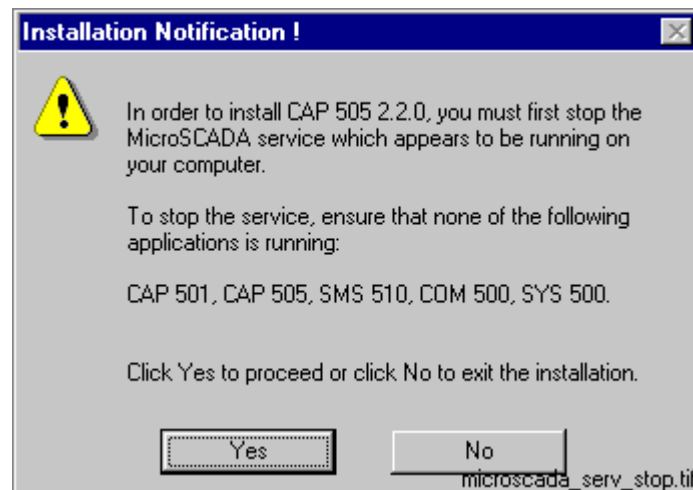 Installation Notification !
In order to install CAP 505 2.2.0, you must first stop the
MicroSCADA service which appears to be running on
your computer.
To stop the service, ensure that none of the following
applications is running:
CAP 501, CAP 505, SMS 510, COM 500, SYS 500.
Click Yes to proceed or click No to exit the installation.
Yes No
microscada_serv_stop.tif